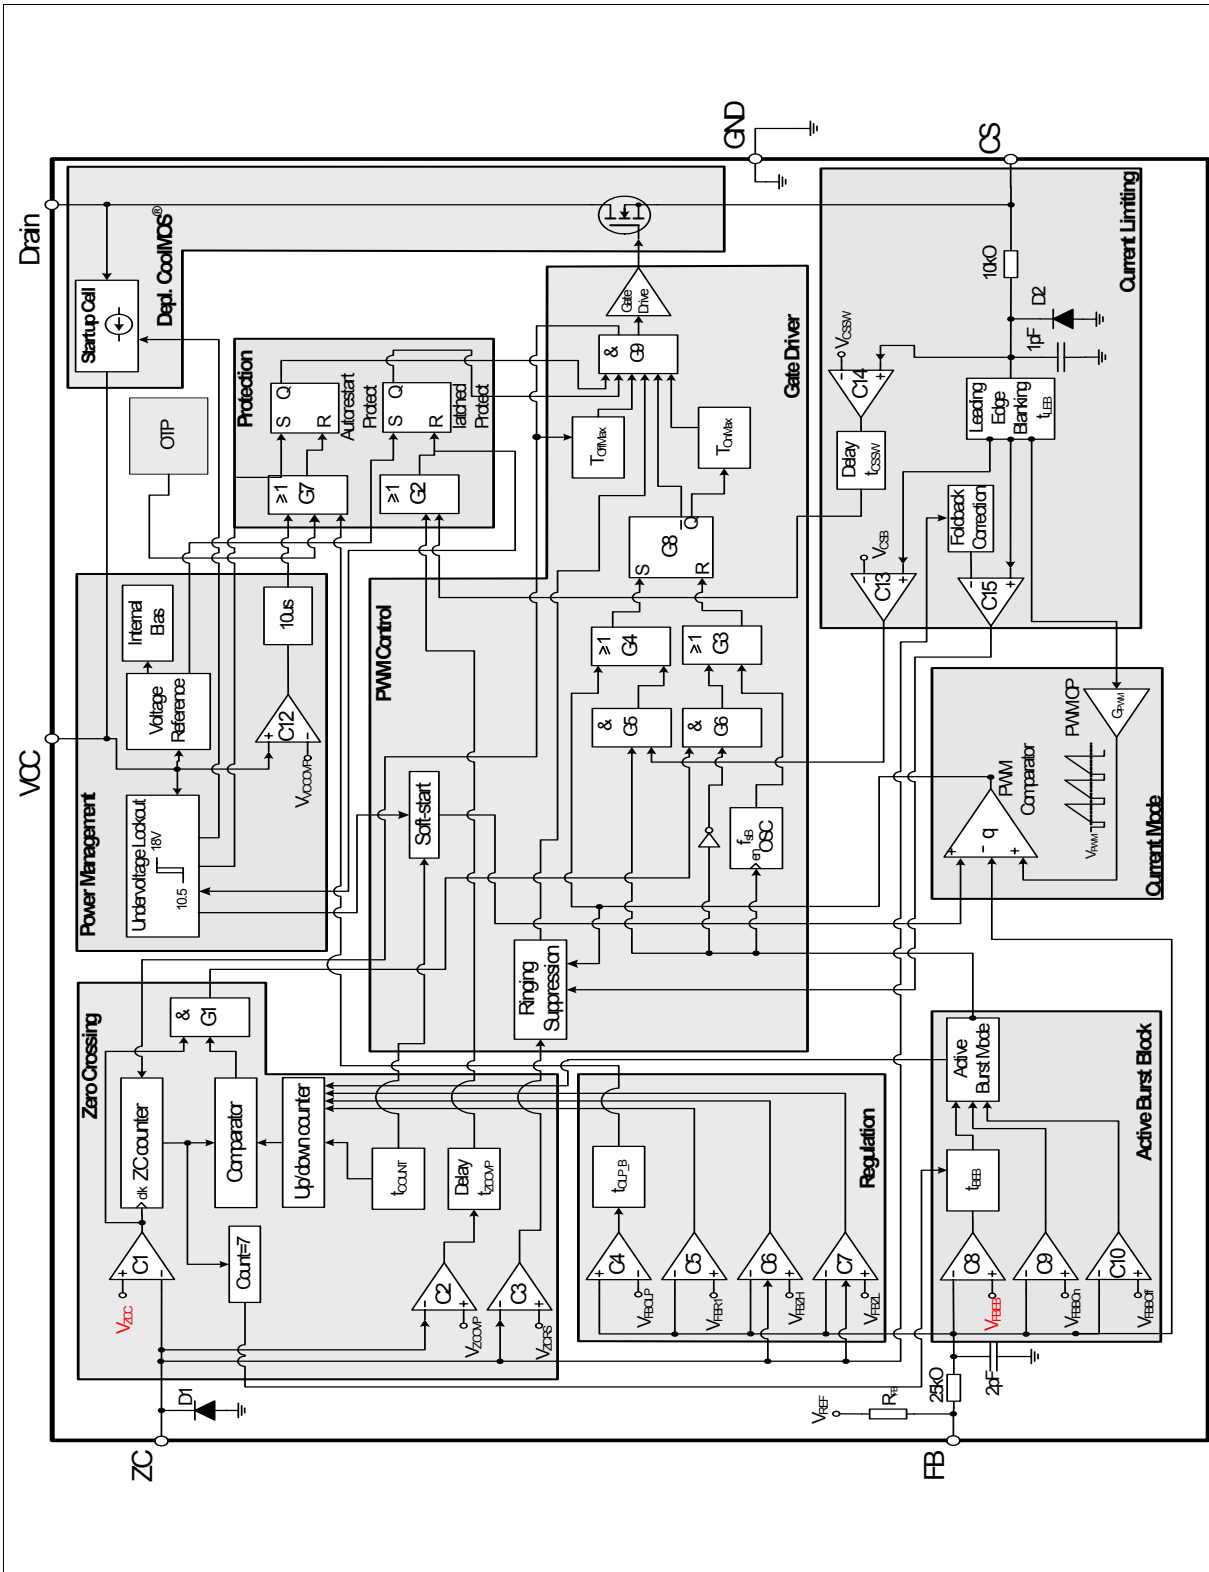 Drain
VCC
GND
CS
ZC
FB
Startup Cell
Depl. CoolMOS®
OTP
Power Management
Undervoltage Lockout
18V
10.5
Voltage
Reference
Internal
Bias
10us
C12
+
-
VVCCOVP
Protection
S Q
R
Autorestart
Protect
S Q
R
latched
Protect
≥1
G7
≥1
G2
Zero Crossing
VZCC
C1
+
-
clk ZC counter
&
G1
Comparator
Up/down counter
Count=7
tCOUNT
Delay
tZCOVP
C2
-
+
VZCOVP
C3
-
+
VZCRS
D1
PWM Control
Soft-start
Ringing
Suppression
≥1
G4
≥1
G3
&
G5
&
G6
fsB
en OSC
S
R
Q
G8
Gate Driver
Gate
Drive
&
G9
TOffMax
TOnMax
Regulation
tOLP_B
C4
+
-
VFBOLP
C5
-
+
VFBR1
C6
-
+
VFBZH
C7
-
+
VFBZL
Current Limiting
10kO
D2
1pF
Leading
Edge
Blanking
tLEB
VCSSW
C14
-
+
Delay
tCSSW
VCSB
C13
-
+
Foldback
Correction
C15
-
+
Current Mode
PWM OP
GPWM
VPWM
PWM
Comparator
+
- q
+
Active Burst Block
Active
Burst Mode
tBEB
C8
-
+
VFBEB
C9
-
+
VFBBOn
C10
-
+
VFBBOff
VREF
RFB
25kO
2pF